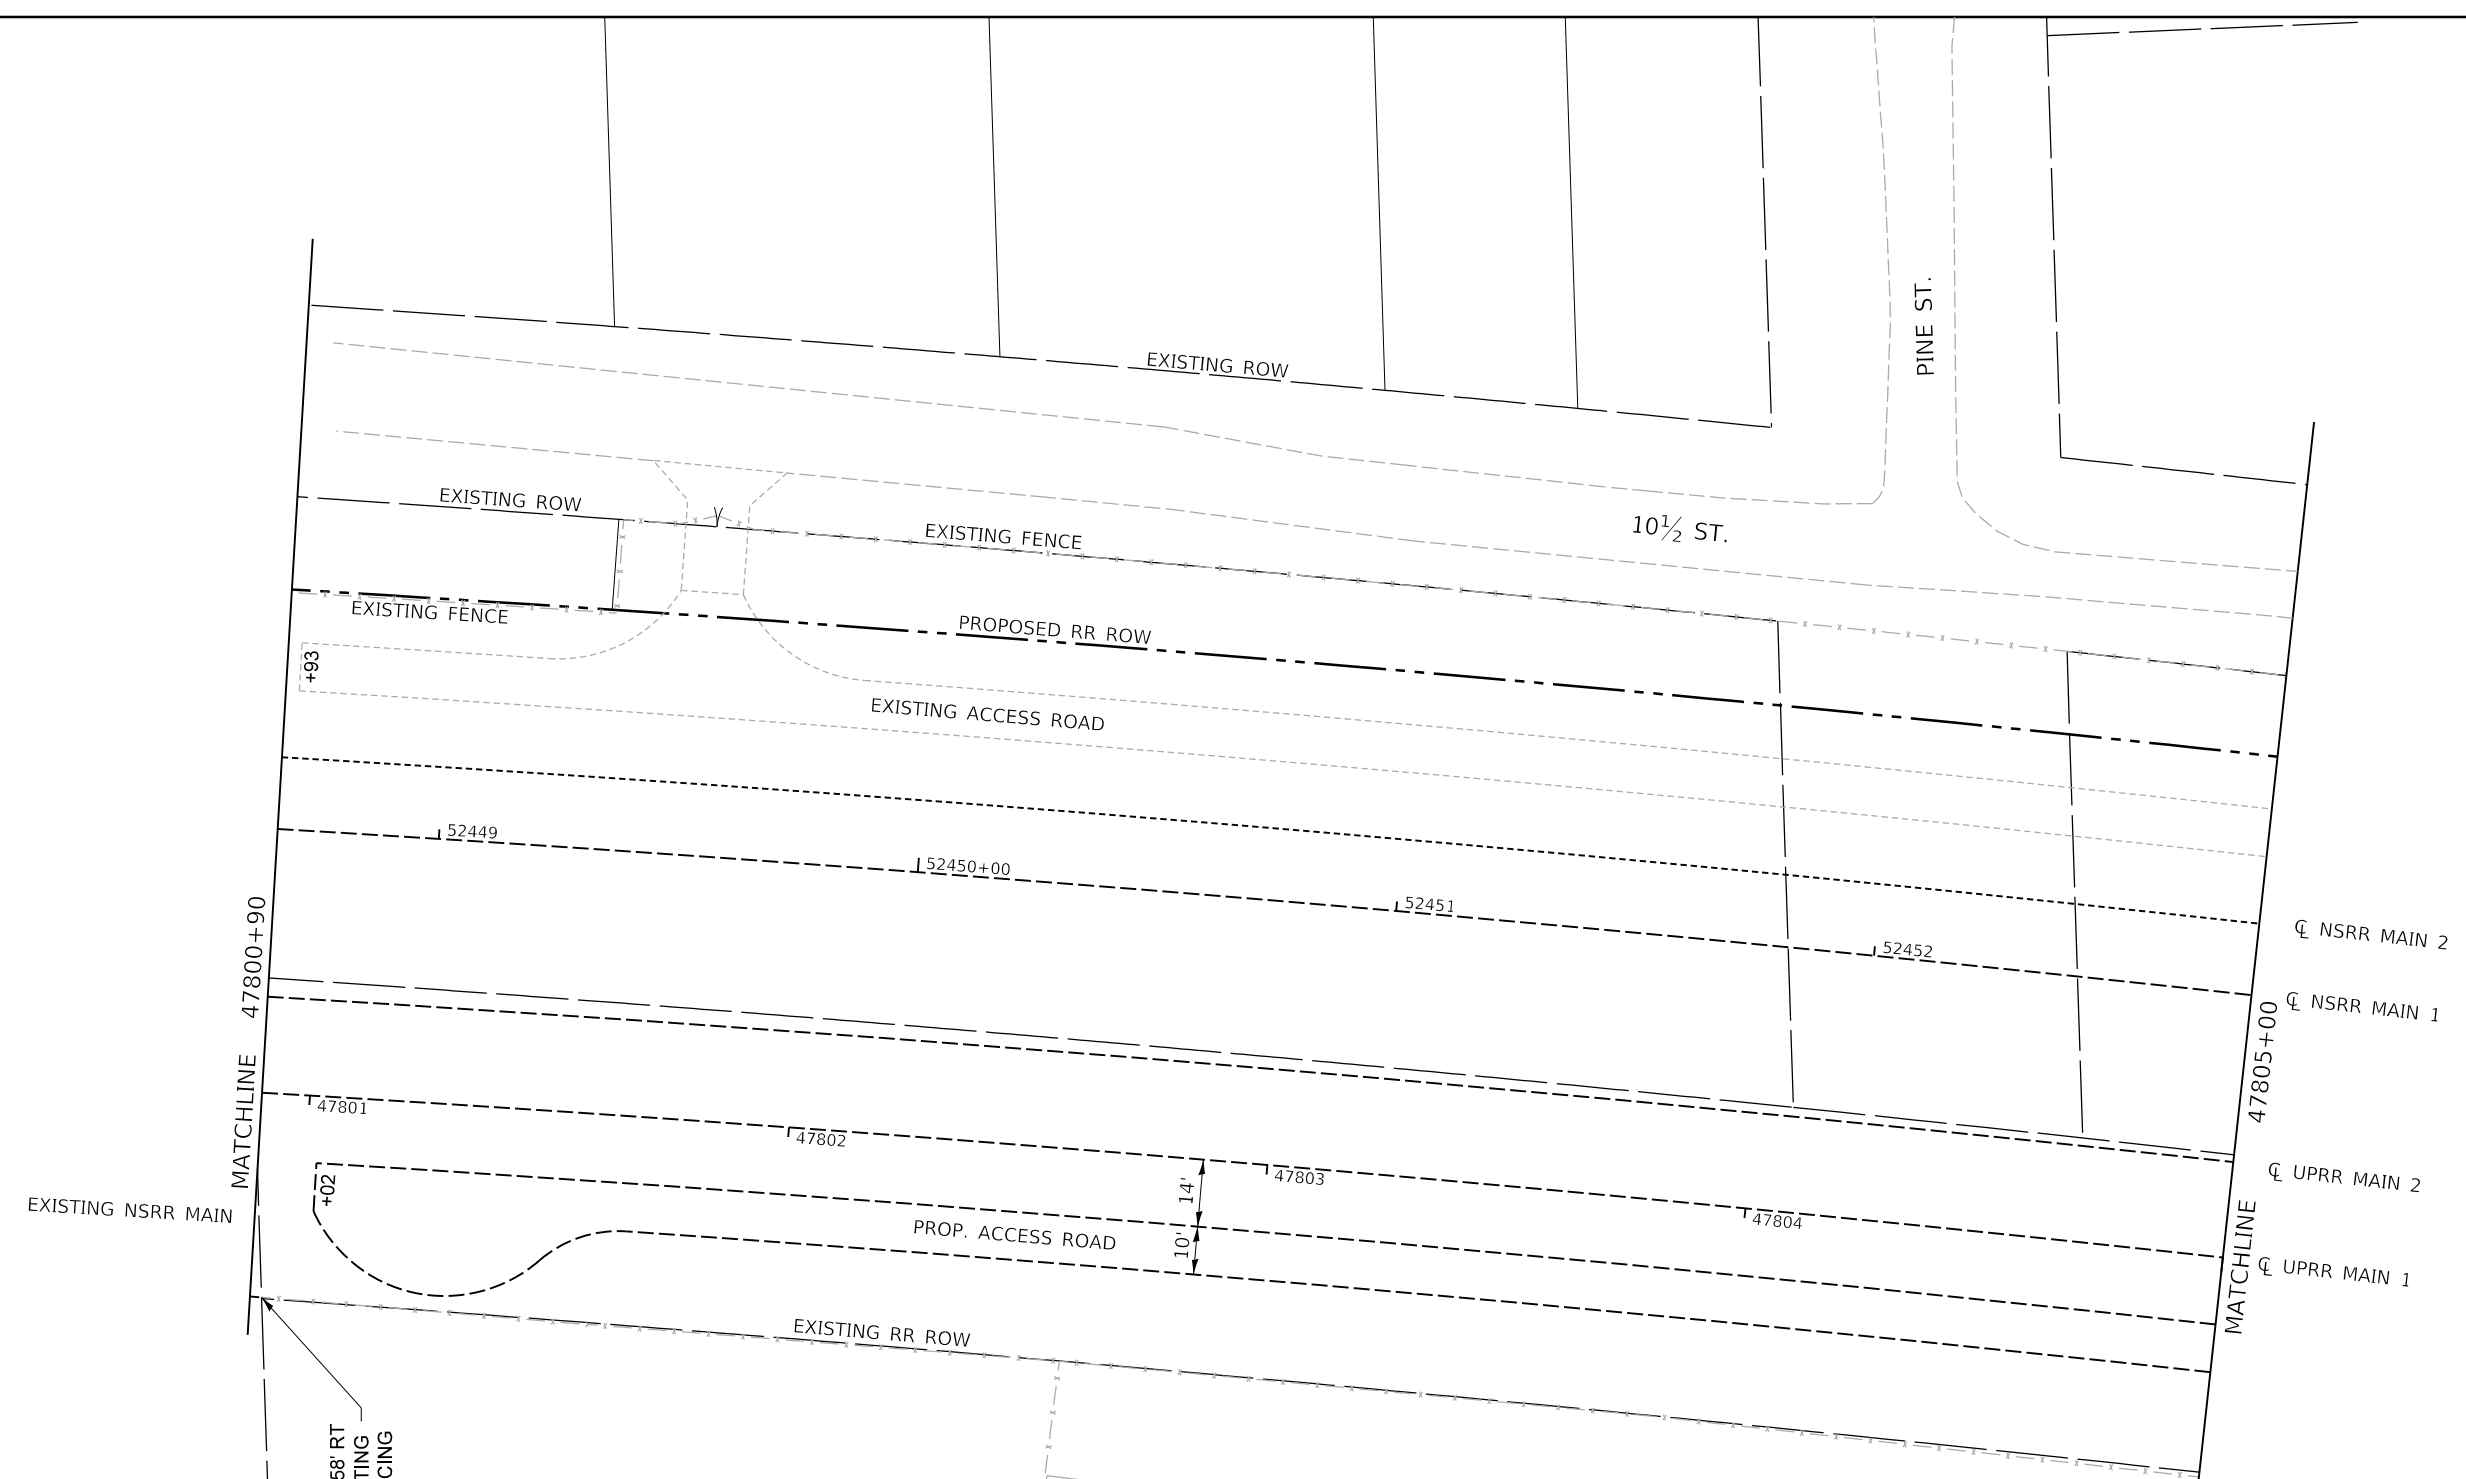 PINE ST.
EXISTING ROW
EXISTING ROW
10½ ST.
EXISTING FENCE
EXISTING FENCE
PROPOSED RR ROW
+93
EXISTING ACCESS ROAD
52449
52450+00
52451
52452
℄ NSRR MAIN 2
℄ NSRR MAIN 1
MATCHLINE 47800+90
MATCHLINE 47805+00
47801
47802
47803
47804
℄ UPRR MAIN 2
℄ UPRR MAIN 1
+02
14'
10'
EXISTING NSRR MAIN
PROP. ACCESS ROAD
EXISTING RR ROW
58' RT
TING
CING